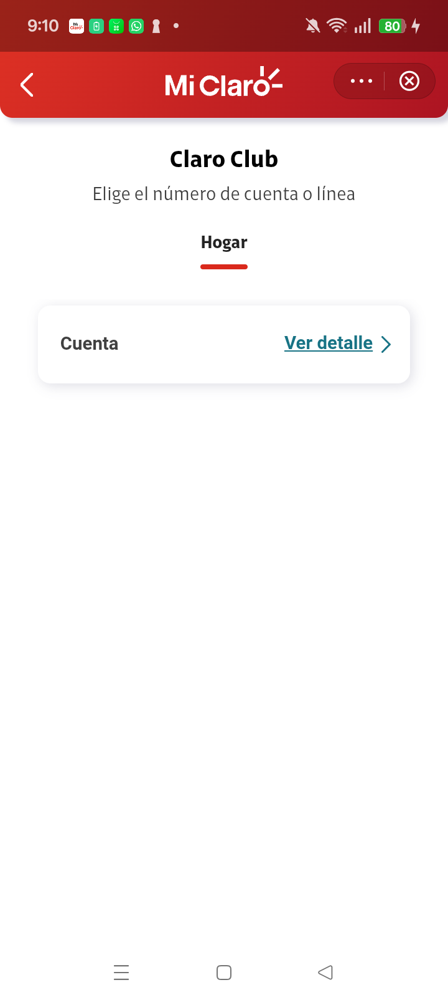 9:10
80
Mi Claro
Claro Club
Elige el número de cuenta o línea
Hogar
Cuenta
Ver detalle